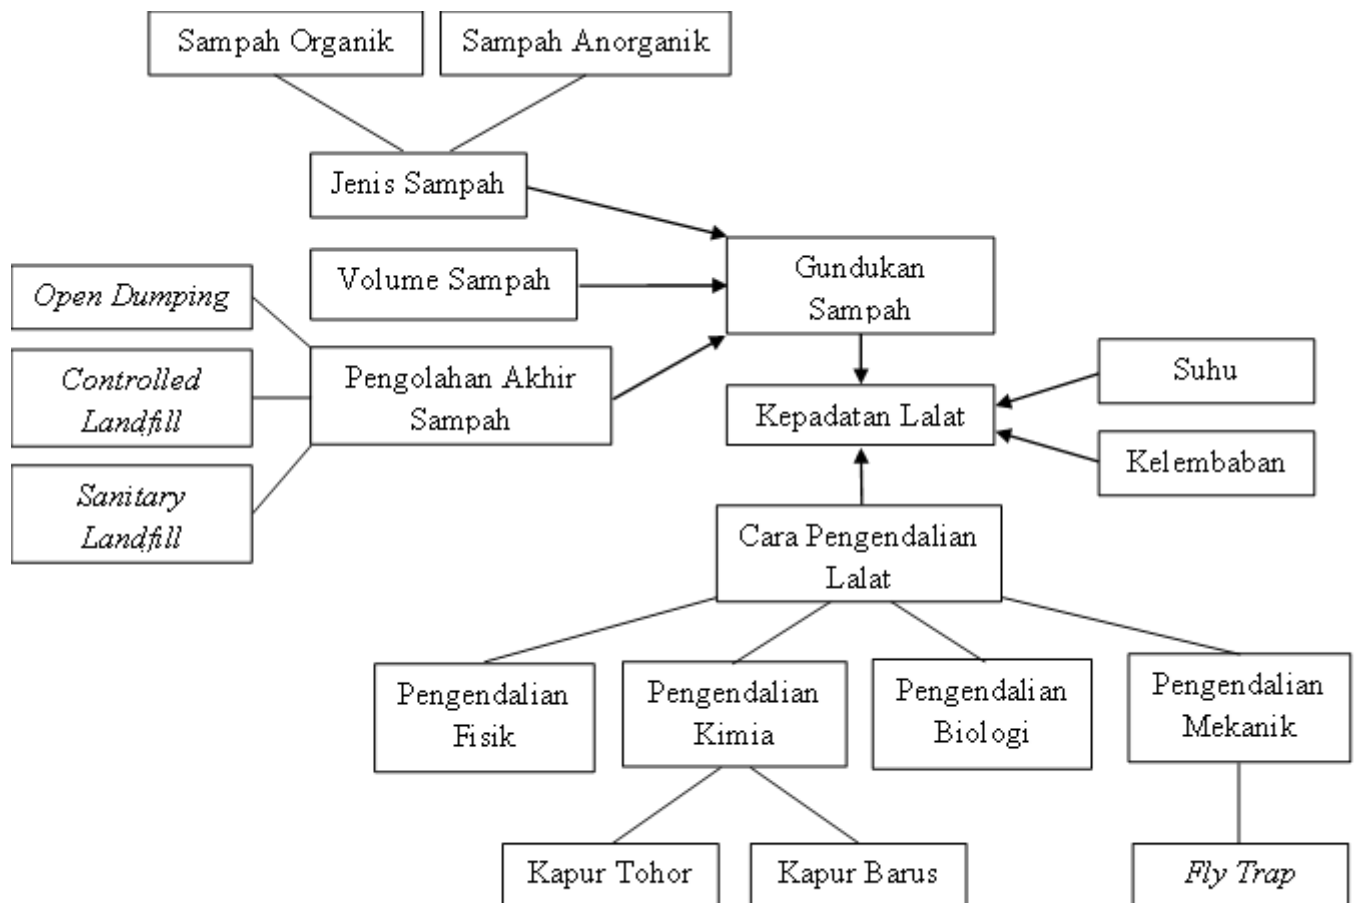 Sampah Organik
Sampah Anorganik
Jenis Sampah
Volume Sampah
Gundukan
Sampah
Open Dumping
Controlled
Landfill
Sanitary
Landfill
Pengolahan Akhir
Sampah
Kepadatan Lalat
Suhu
Kelembaban
Cara Pengendalian
Lalat
Pengendalian
Fisik
Pengendalian
Kimia
Pengendalian
Biologi
Pengendalian
Mekanik
Kapur Tohor
Kapur Barus
Fly Trap